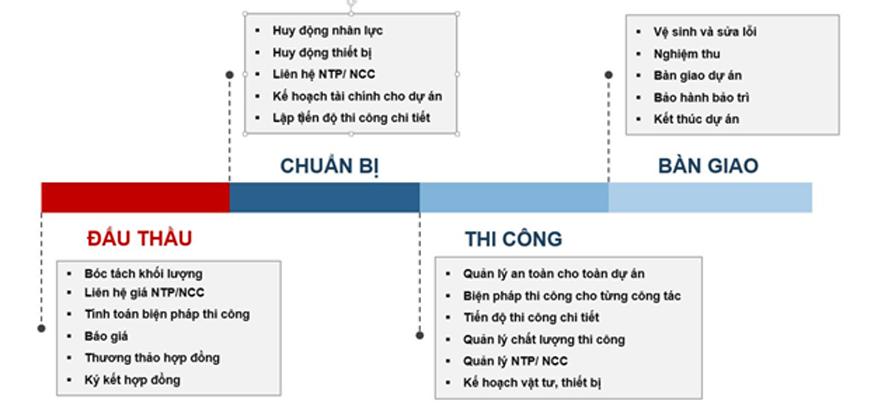 Huy động nhân lực
Huy động thiết bị
Liên hệ NTP/ NCC
Kế hoạch tài chính cho dự án
Lập tiến độ thi công chi tiết
Vệ sinh và sửa lỗi
Nghiệm thu
Bàn giao dự án
Bảo hành bảo trì
Kết thúc dự án
CHUẨN BỊ
BÀN GIAO
ĐẤU THẦU
THI CÔNG
Bóc tách khối lượng
Liên hệ giá NTP/NCC
Tính toán biện pháp thi công
Báo giá
Thương thảo hợp đồng
Ký kết hợp đồng
Quản lý an toàn cho toàn dự án
Biện pháp thi công cho từng công tác
Tiến độ thi công chi tiết
Quản lý chất lượng thi công
Quản lý NTP/ NCC
Kế hoạch vật tư, thiết bị